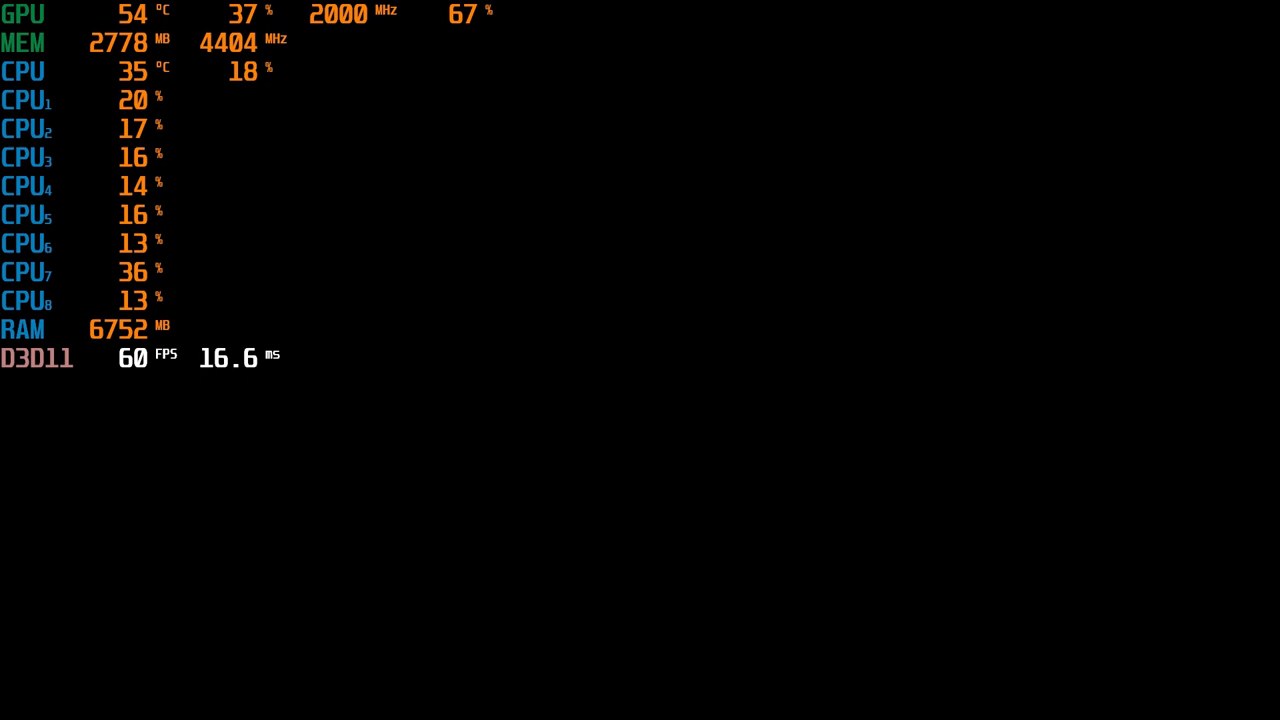 GPU 54 °C 37 % 2000 MHz 67 %
MEM 2778 MB 4404 MHz
CPU 35 °C 18 %
CPU1 20 %
CPU2 17 %
CPU3 16 %
CPU4 14 %
CPU5 16 %
CPU6 13 %
CPU7 36 %
CPU8 13 %
RAM 6752 MB
D3D11 60 FPS 16.6 ms